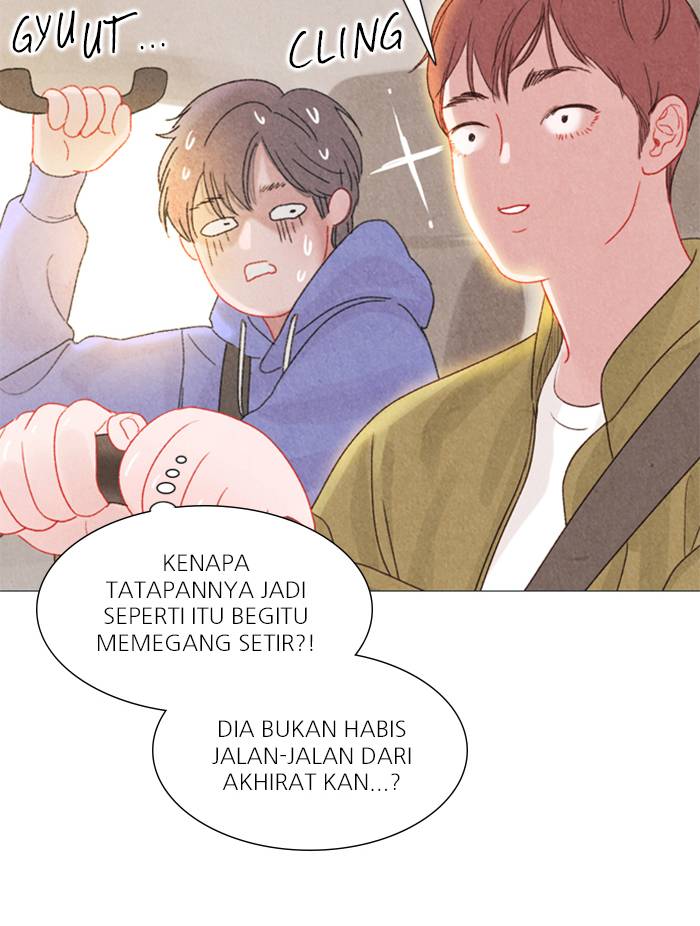 GYUUT...
CLING
...
KENAPA
TATAPANNYA JADI
SEPERTI ITU BEGITU
MEMEGANG SETIR?!
DIA BUKAN HABIS
JALAN-JALAN DARI
AKHIRAT KAN...?